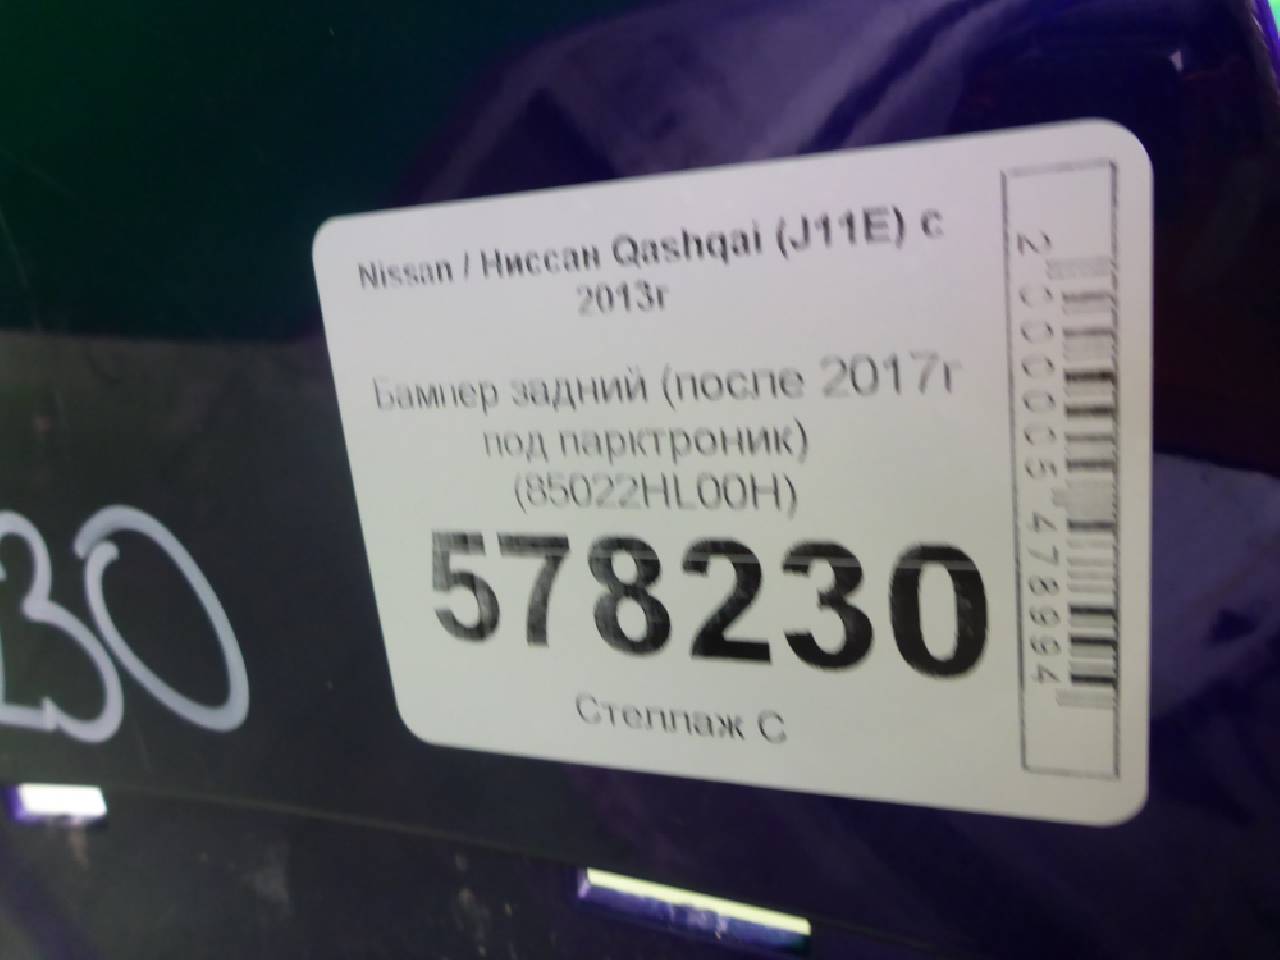 Nissan / Ниссан Qashqai (J11E) с
2013г
Бампер задний (после 2017г
под парктроник)
(85022HL00H)
578230
Стеллаж С
2000005478994
30